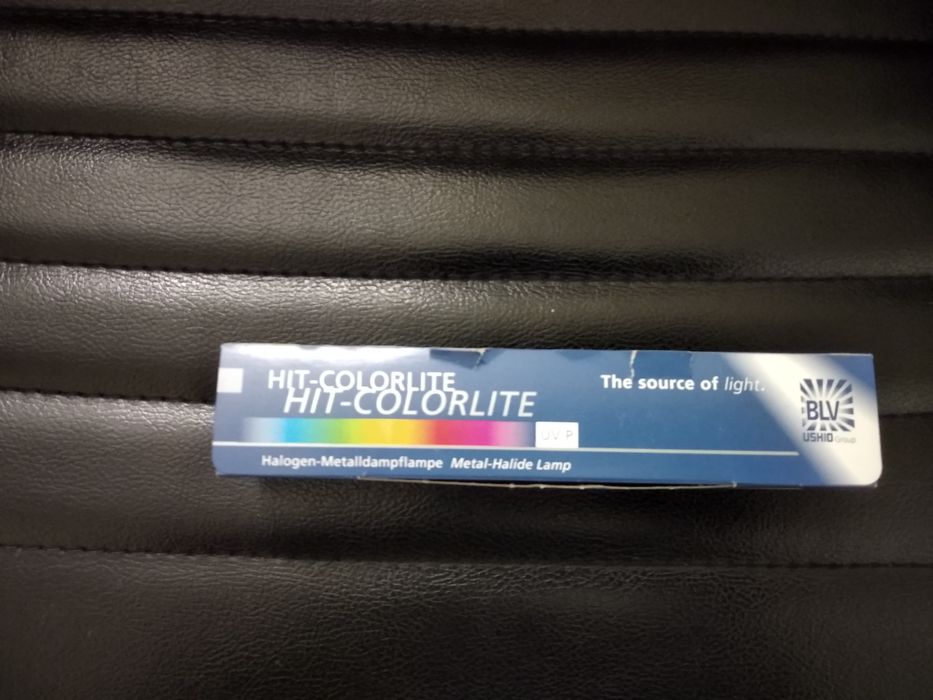 HIT-COLORLITE
HIT-COLORLITE
The source of light.
BLV
USHIO Group
UV P
Halogen-Metalldampflampe Metal-Halide Lamp